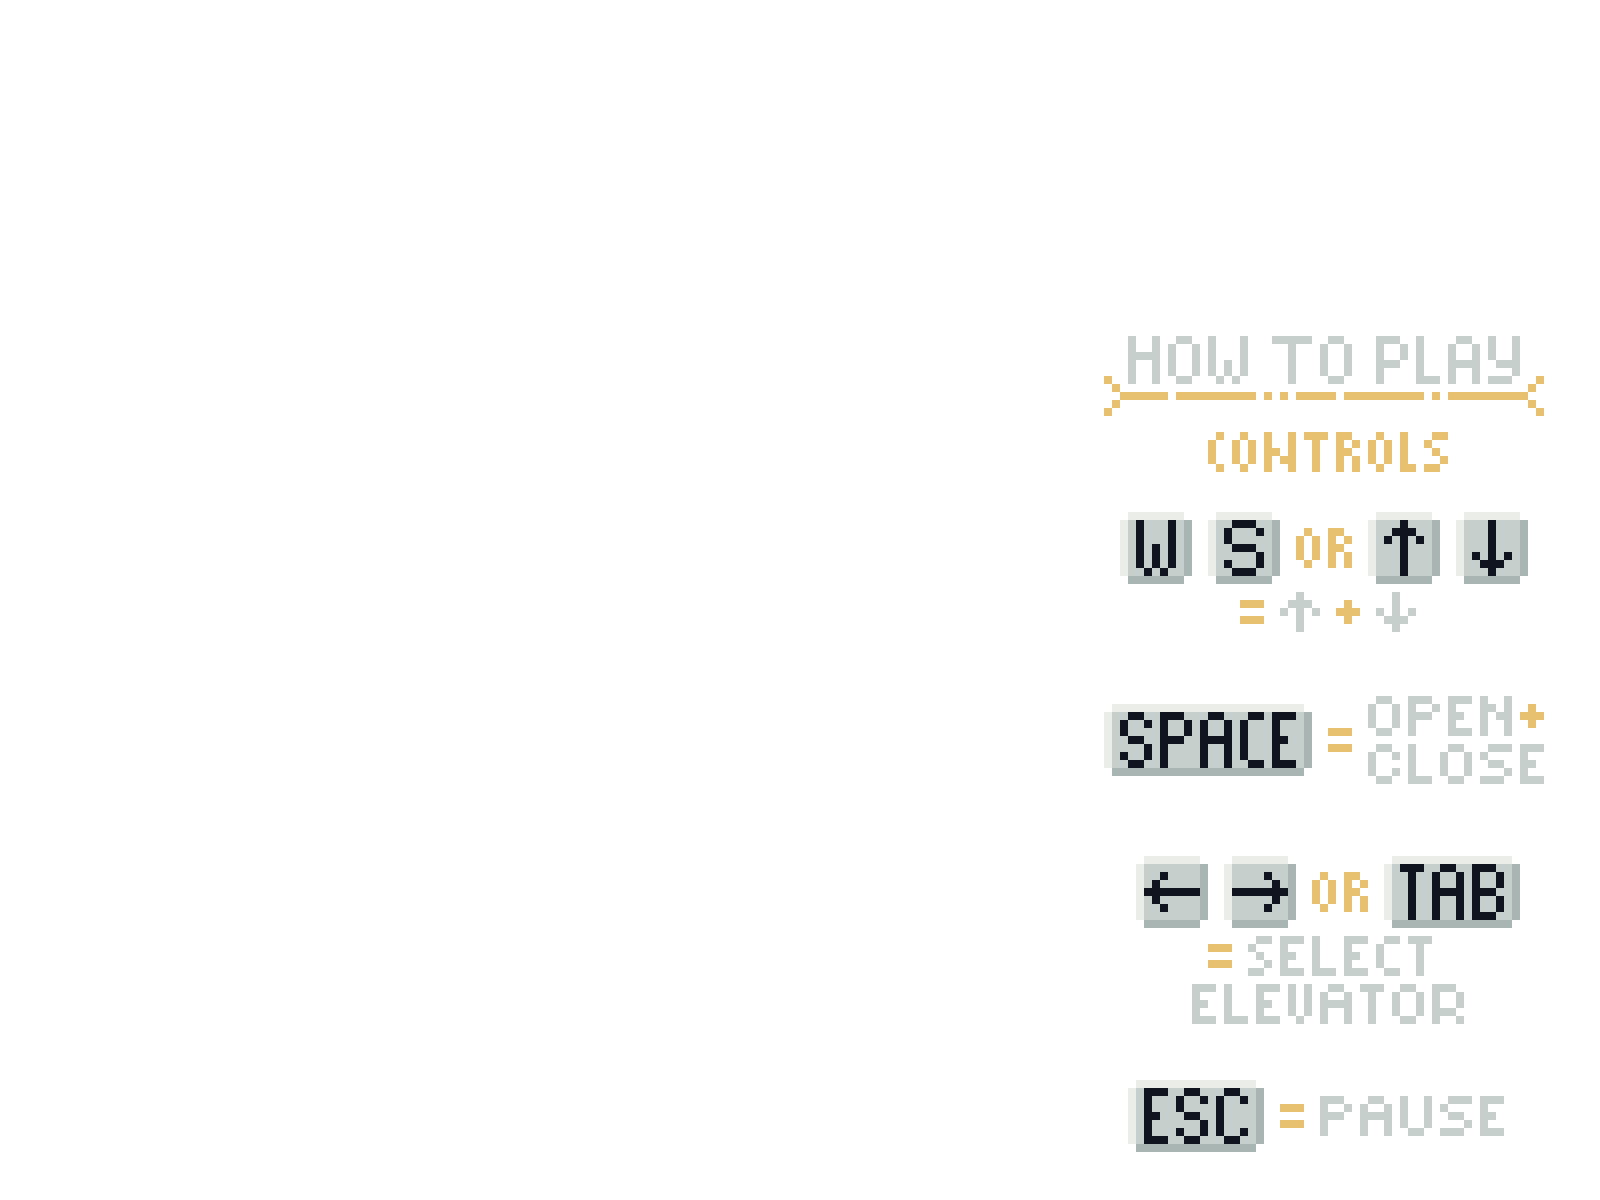 HOW TO PLAY
CONTROLS
W S OR ↑ ↓
= ↑ + ↓
SPACE = OPEN+
CLOSE
← → OR TAB
= SELECT
ELEVATOR
ESC = PAUSE